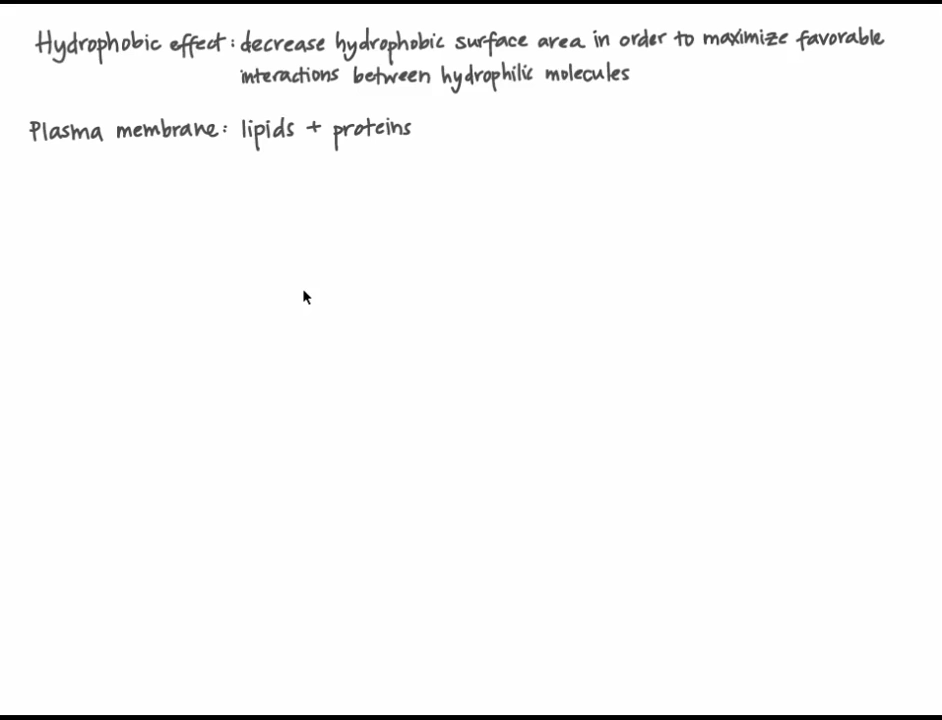 Hydrophobic effect: decrease hydrophobic surface area in order to maximize favorable
interactions between hydrophilic molecules
Plasma membrane: lipids + proteins